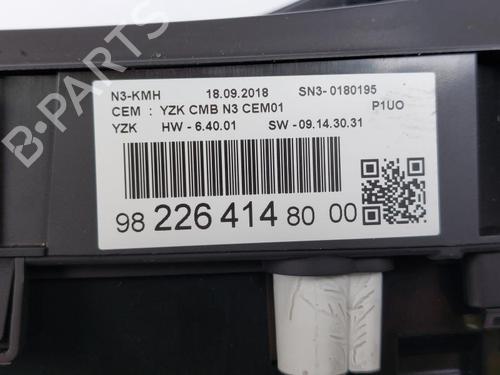 B-PARTS
N3-KMH 18.09.2018 SN3- 0180195
CEM : YZK CMB N3 CEM01 P1UO
YZK HW - 6.40.01 SW - 09.14.30.31
98 226 414 80 00